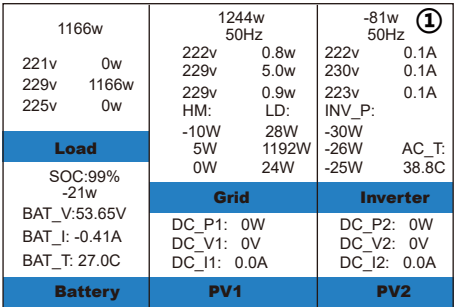 1166w
221v 0w
229v 1166w
225v 0w
Load
1244w
50Hz
222v 0.8w
229v 5.0w
229v 0.9w
HM: LD:
-10W 28W
5W 1192W
0W 24W
Grid
-81w ①
50Hz
222v 0.1A
230v 0.1A
223v 0.1A
INV_P:
-30W
-26W AC_T:
-25W 38.8C
Inverter
SOC:99%
-21w
BAT_V:53.65V
BAT_I: -0.41A
BAT_T: 27.0C
Battery
DC_P1: 0W
DC_V1: 0V
DC_I1: 0.0A
PV1
DC_P2: 0W
DC_V2: 0V
DC_I2: 0.0A
PV2